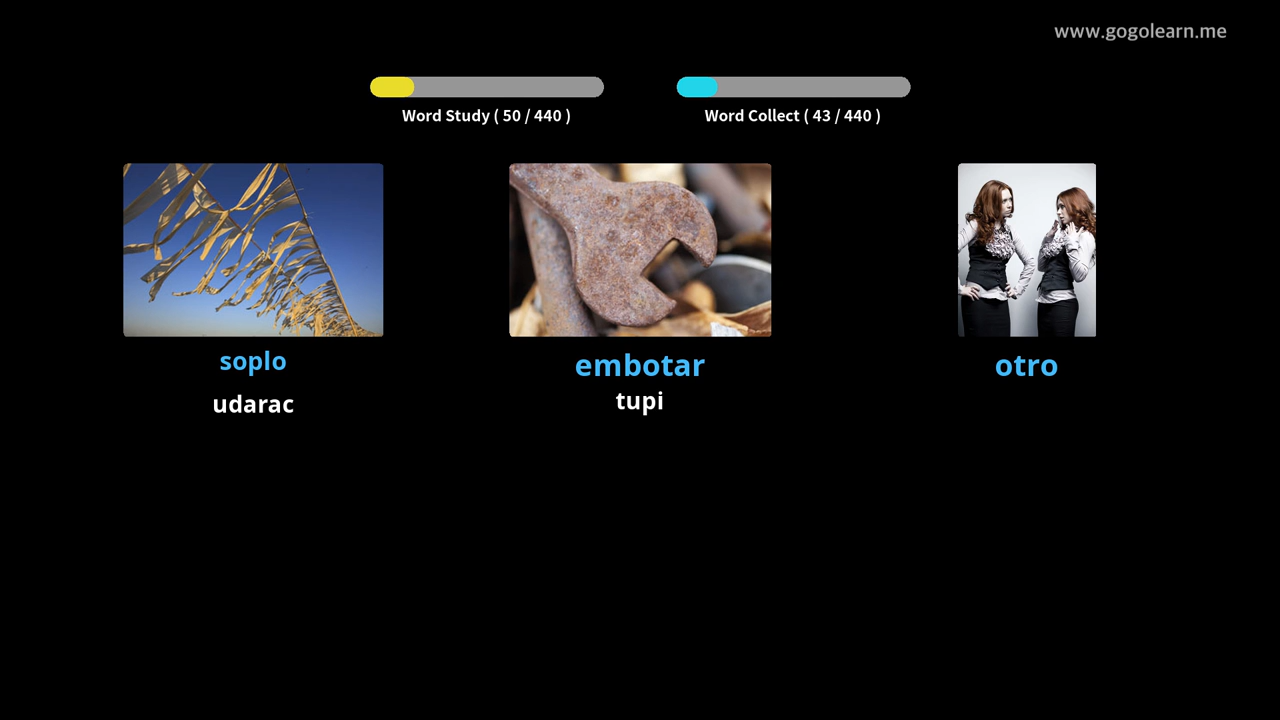 www.gogolearn.me
Word Study ( 50 / 440 )
Word Collect ( 43 / 440 )
soplo
udarac
embotar
tupi
otro